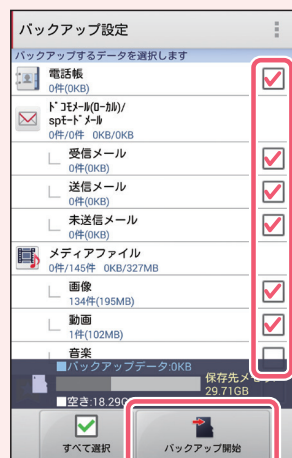 バックアップ設定
バックアップするデータを選択します
電話帳
0件(0KB)
ドコモメール(ローカル)/
spモードメール
0件/0件 0KB/0KB
受信メール
0件(0KB)
送信メール
0件(0KB)
未送信メール
0件(0KB)
メディアファイル
0件/145件 0KB/327MB
画像
134件(195MB)
動画
1件(102MB)
音楽
■バックアップデータ:0KB
保存先メ
29.71GB
■空き:18.29G
すべて選択
バックアップ開始